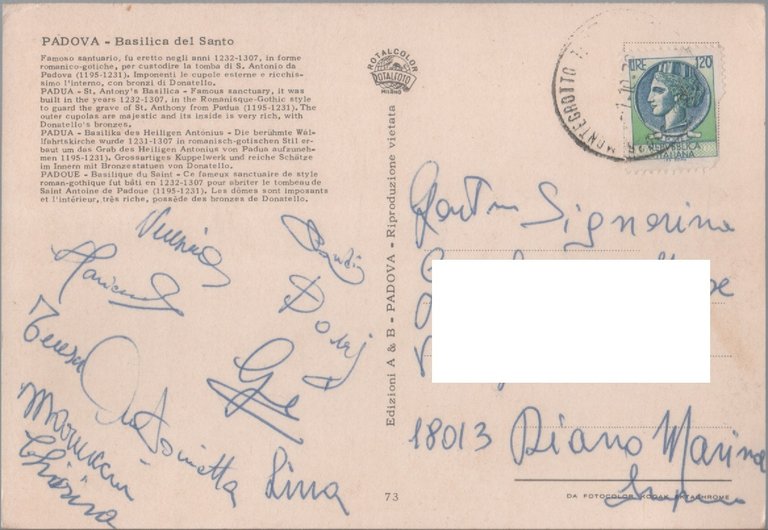 PADOVA - Basilica del Santo
Famoso santuario, fu eretto negli anni 1232-1307, in forme
romanico-gotiche, per custodire la tomba di S. Antonio da
Padova (1195-1231). Imponenti le cupole esterne e ricchis-
simo l'interno, con bronzi di Donatello.
PADUA - St. Antony's Basilica - Famous sanctuary, it was
built in the years 1232-1307, in the Romanisque-Gothic style
to guard the grave of St. Anthony from Padua (1195-1231). The
outer cupolas are majestic and its inside is very rich, with
Donatello's bronzes.
PADUA - Basilika des Heiligen Antonius - Die berühmte Wal-
lfahrtskirche wurde 1231-1307 in romanisch-gotischen Stil er-
baut um das Grab des Heiligen Antonius von Padua aufzuneh-
men 1195-1231). Grossartiges Kuppelwerk und reiche Schätze
im Innern mit Bronzestatuen von Donatello.
PADOUE - Basilique du Saint - Ce fameux sanctuaire de style
roman-gothique fut bâti en 1232-1307 pour abriter le tombeau de
Saint Antoine de Padoue (1195-1231). Les dômes sont imposants
et l'intérieur, très riche, possède des bronzes de Donatello.
ROTALCOLOR
ROTALFOTO
MILANO
MONTEGROTTO
LIRE 120
REPUBBLICA
ITALIANA
Edizioni A & B - PADOVA - Riproduzione vietata
Signorina
18013 Diano Marina
Teresa
Antonietta
Lina
73
DA FOTOCOLOR KODAK EKTACHROME